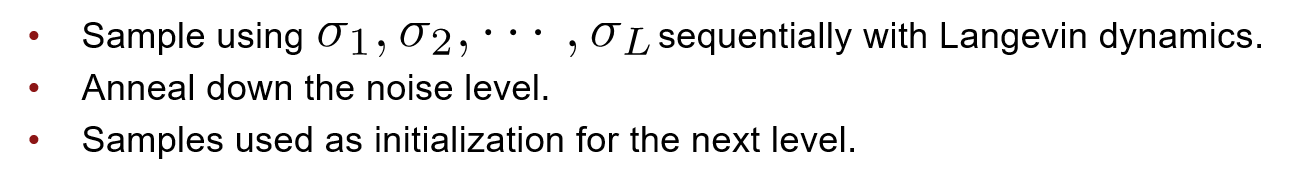 • Sample using σ₁, σ₂, ··· , σ_L sequentially with Langevin dynamics.
• Anneal down the noise level.
• Samples used as initialization for the next level.